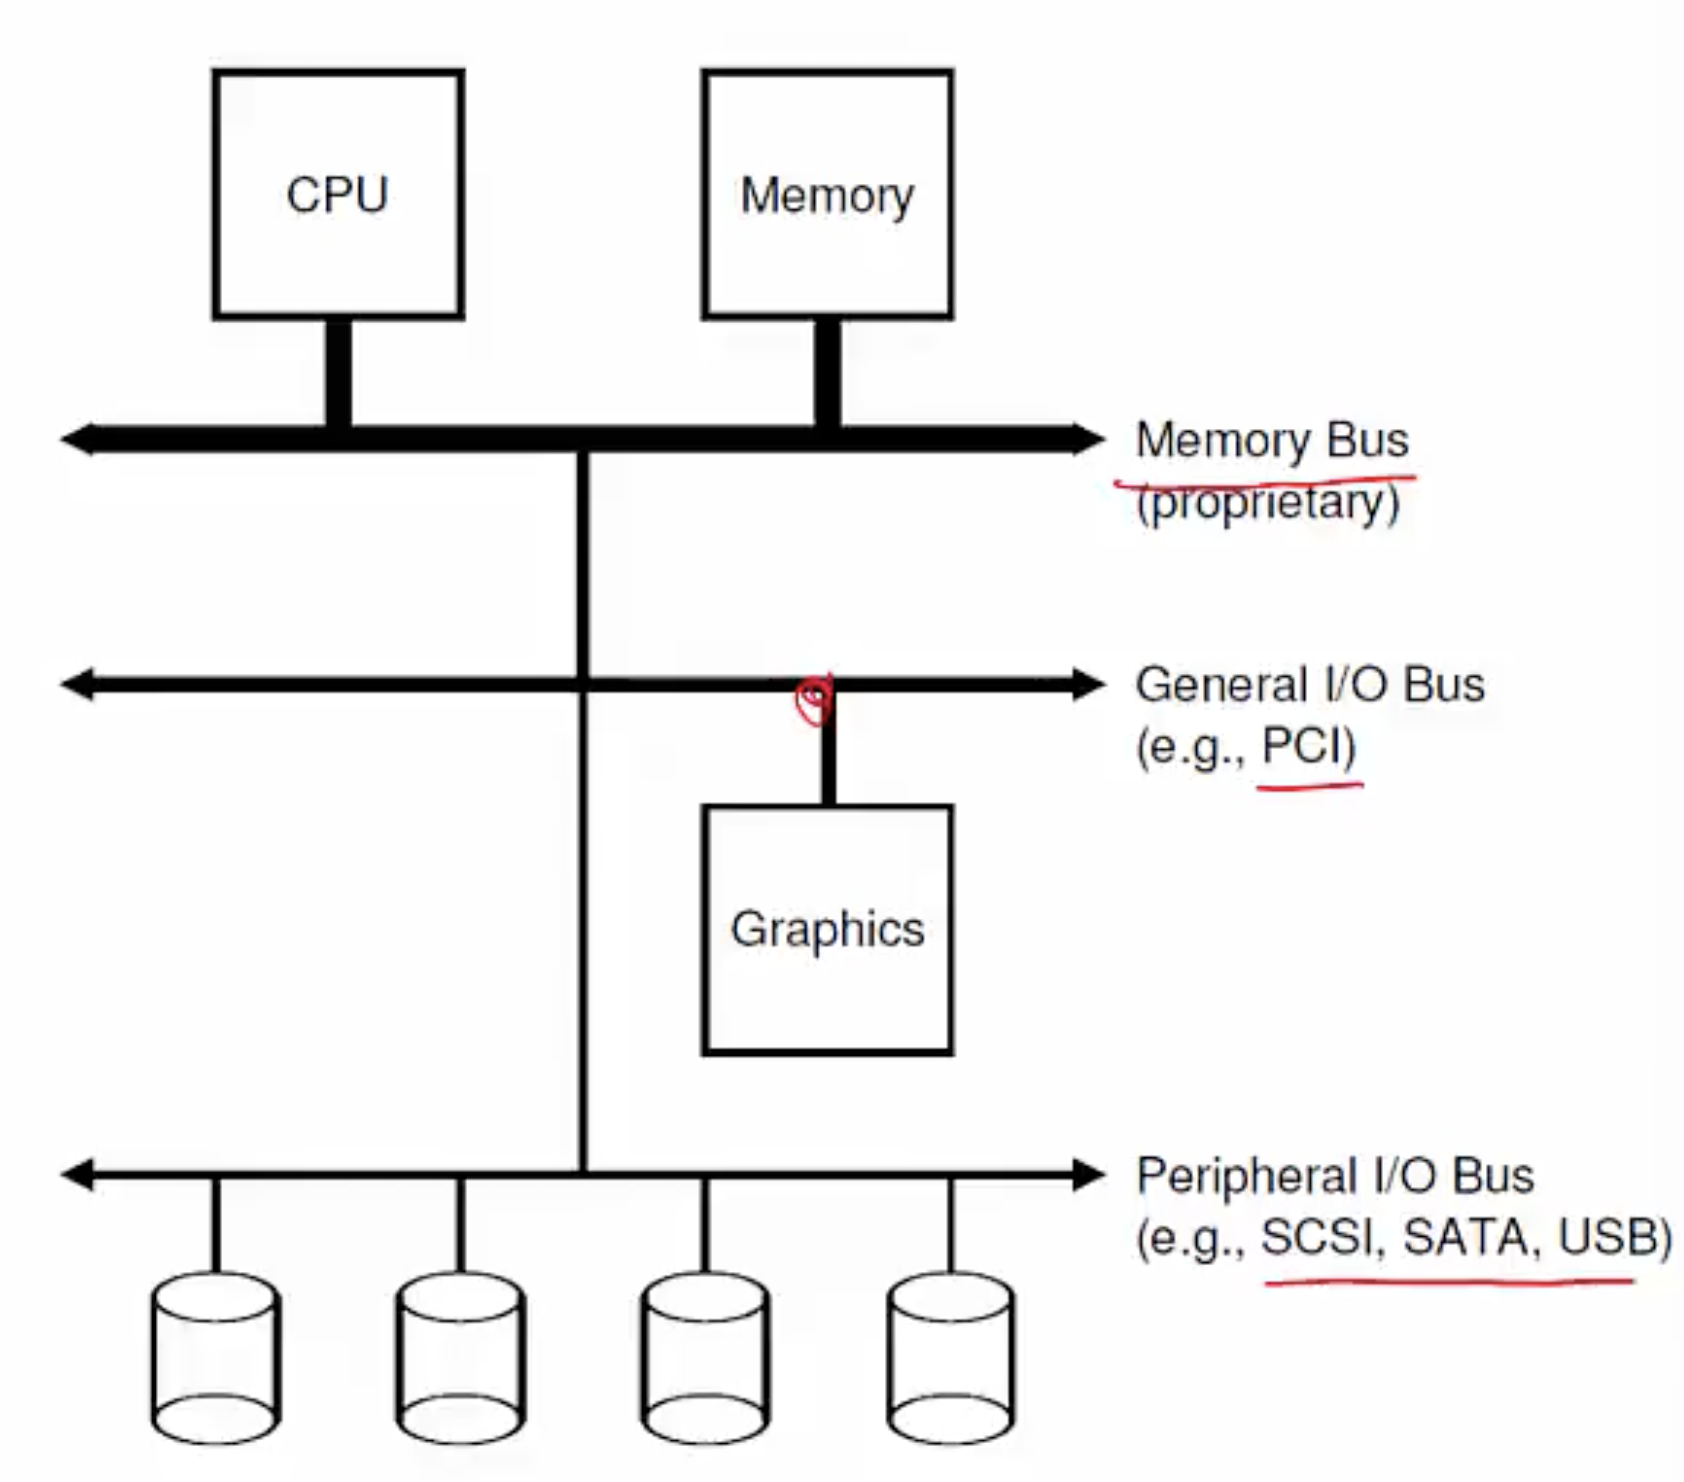 CPU
Memory
Memory Bus
(proprietary)
General I/O Bus
(e.g., PCI)
Graphics
Peripheral I/O Bus
(e.g., SCSI, SATA, USB)